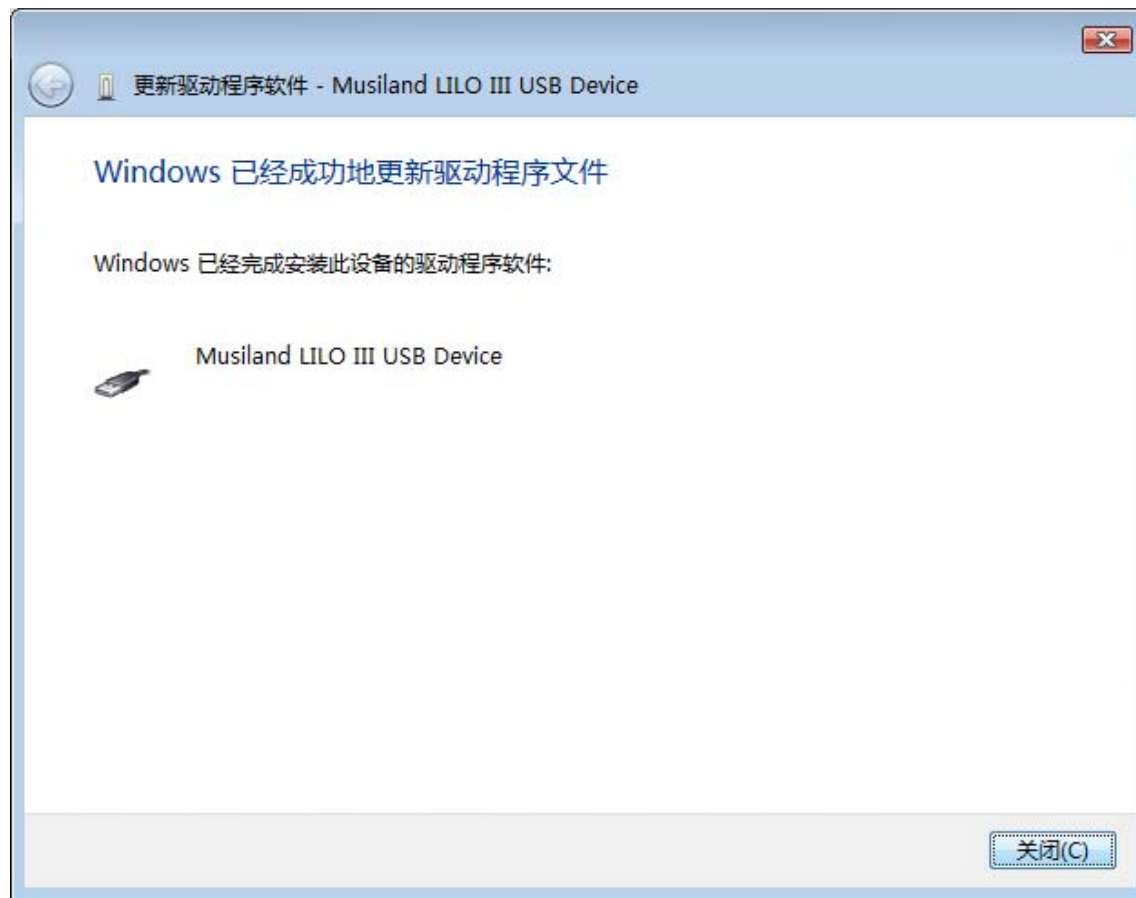 更新驱动程序软件 - Musiland LILO III USB Device
Windows 已经成功地更新驱动程序文件
Windows 已经完成安装此设备的驱动程序软件:
Musiland LILO III USB Device
关闭(C)